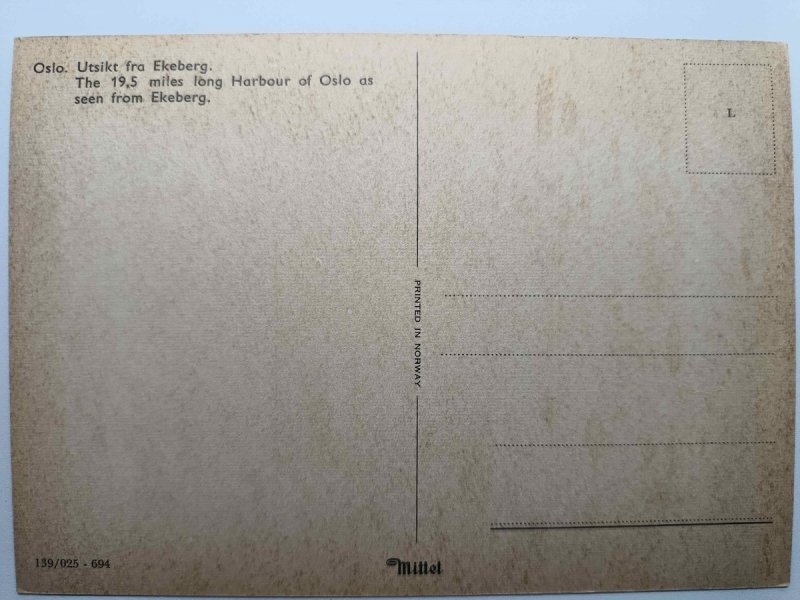 Oslo. Utsikt fra Ekeberg.
The 19,5 miles long Harbour of Oslo as
seen from Ekeberg.
L
PRINTED IN NORWAY
139/025 - 694
Mittet